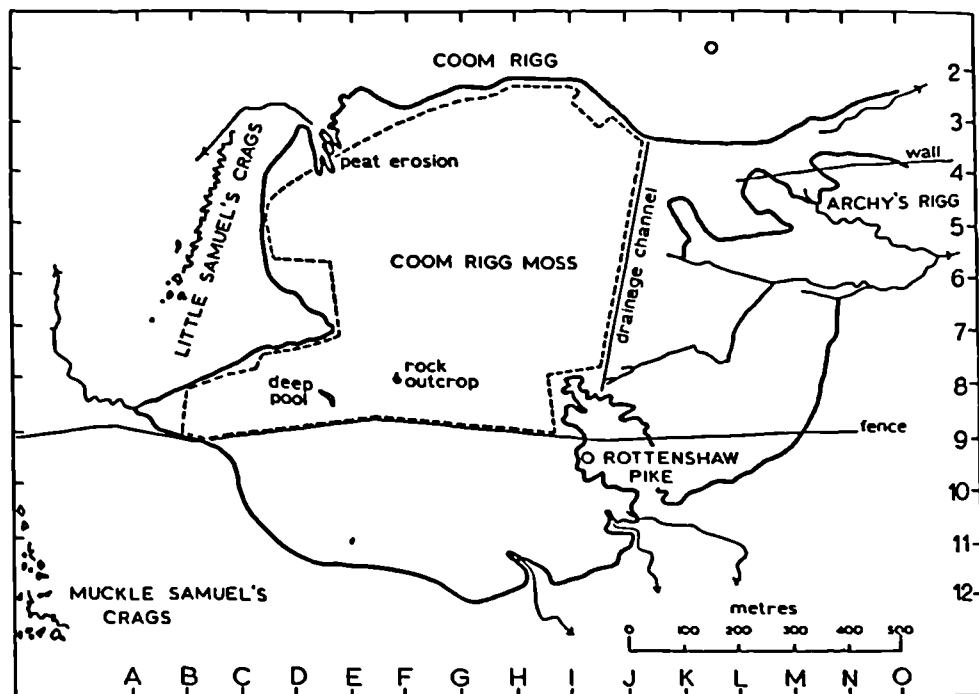 COOM RIGG
2
3
LITTLE SAMUEL'S CRAGS
peat erosion
wall
4
ARCHY'S RIGG
5
COOM RIGG MOSS
drainage channel
6
7
deep
pool
rock
outcrop
8
fence
9
ROTTENSHAW
PIKE
10
11
MUCKLE SAMUEL'S
CRAGS
12
metres
0 100 200 300 400 500
A B C D E F G H I J K L M N O